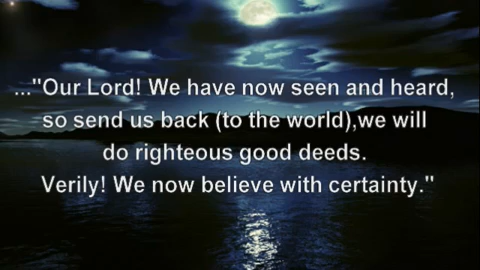 ..."Our Lord! We have now seen and heard,
so send us back (to the world),we will
do righteous good deeds.
Verily! We now believe with certainty."